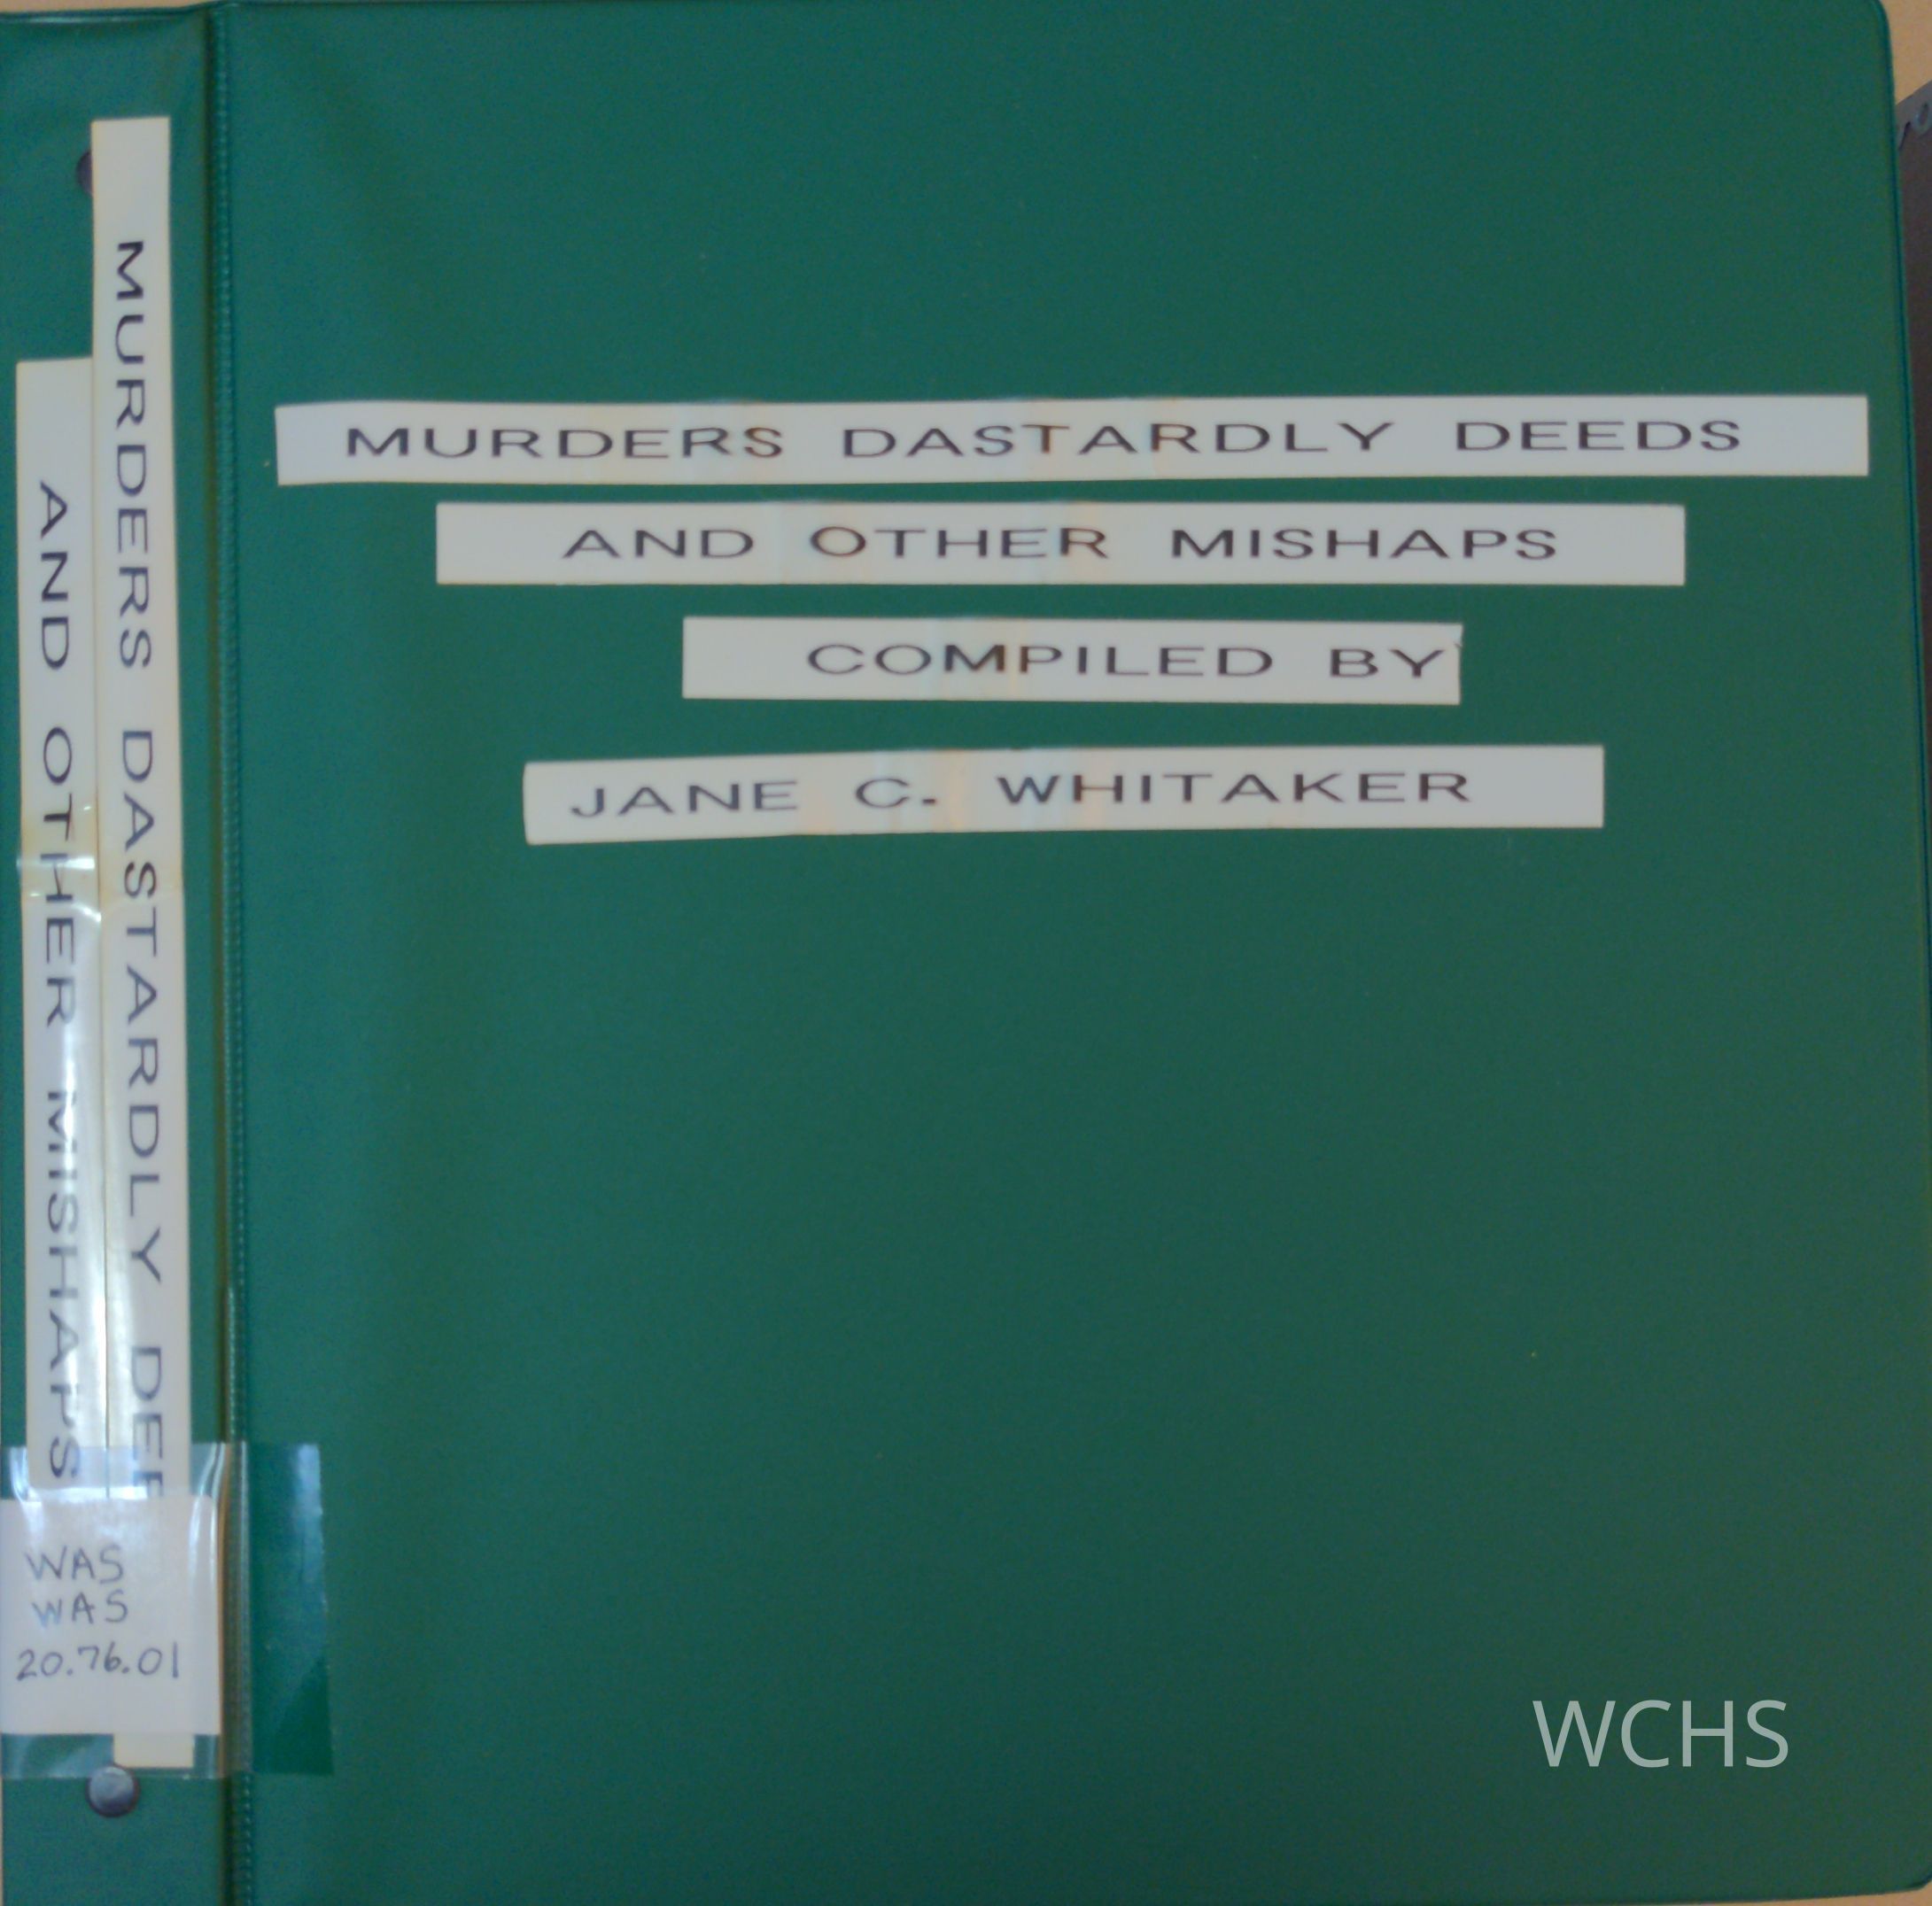 MURDERS DASTARDLY DEEDS
AND OTHER MISHAPS
COMPILED BY
JANE C. WHITAKER
MURDERS DASTARDLY
AND OTHER MISHAPS
WAS
WAS
20.76.01
WCHS